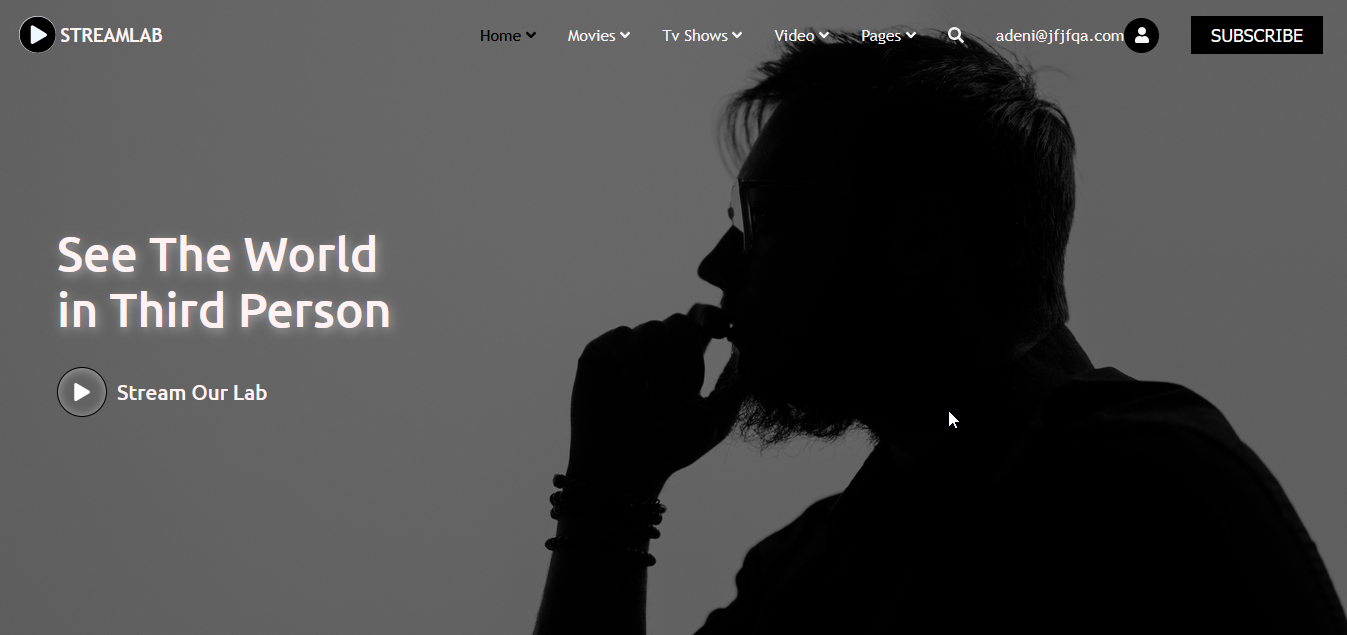 STREAMLAB
Home Movies Tv Shows Video Pages adeni@jfjfqa.com SUBSCRIBE
See The World
in Third Person
Stream Our Lab